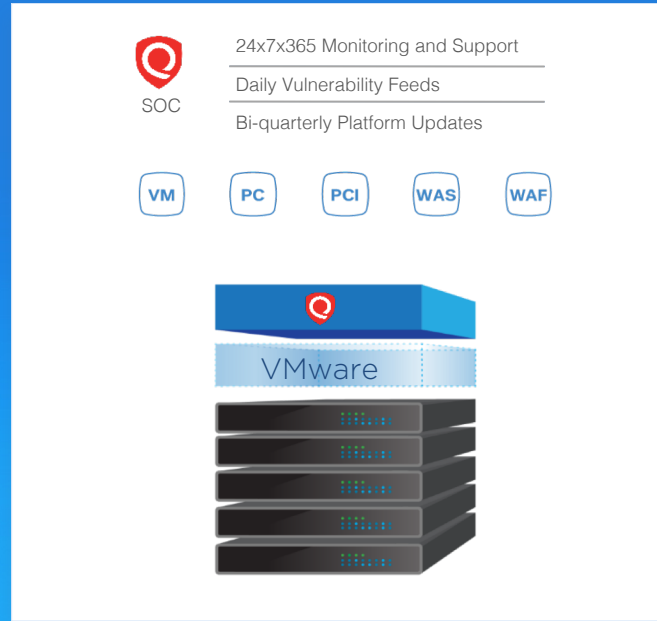 24x7x365 Monitoring and Support
Daily Vulnerability Feeds
SOC
Bi-quarterly Platform Updates
VM PC PCI WAS WAF
VMware